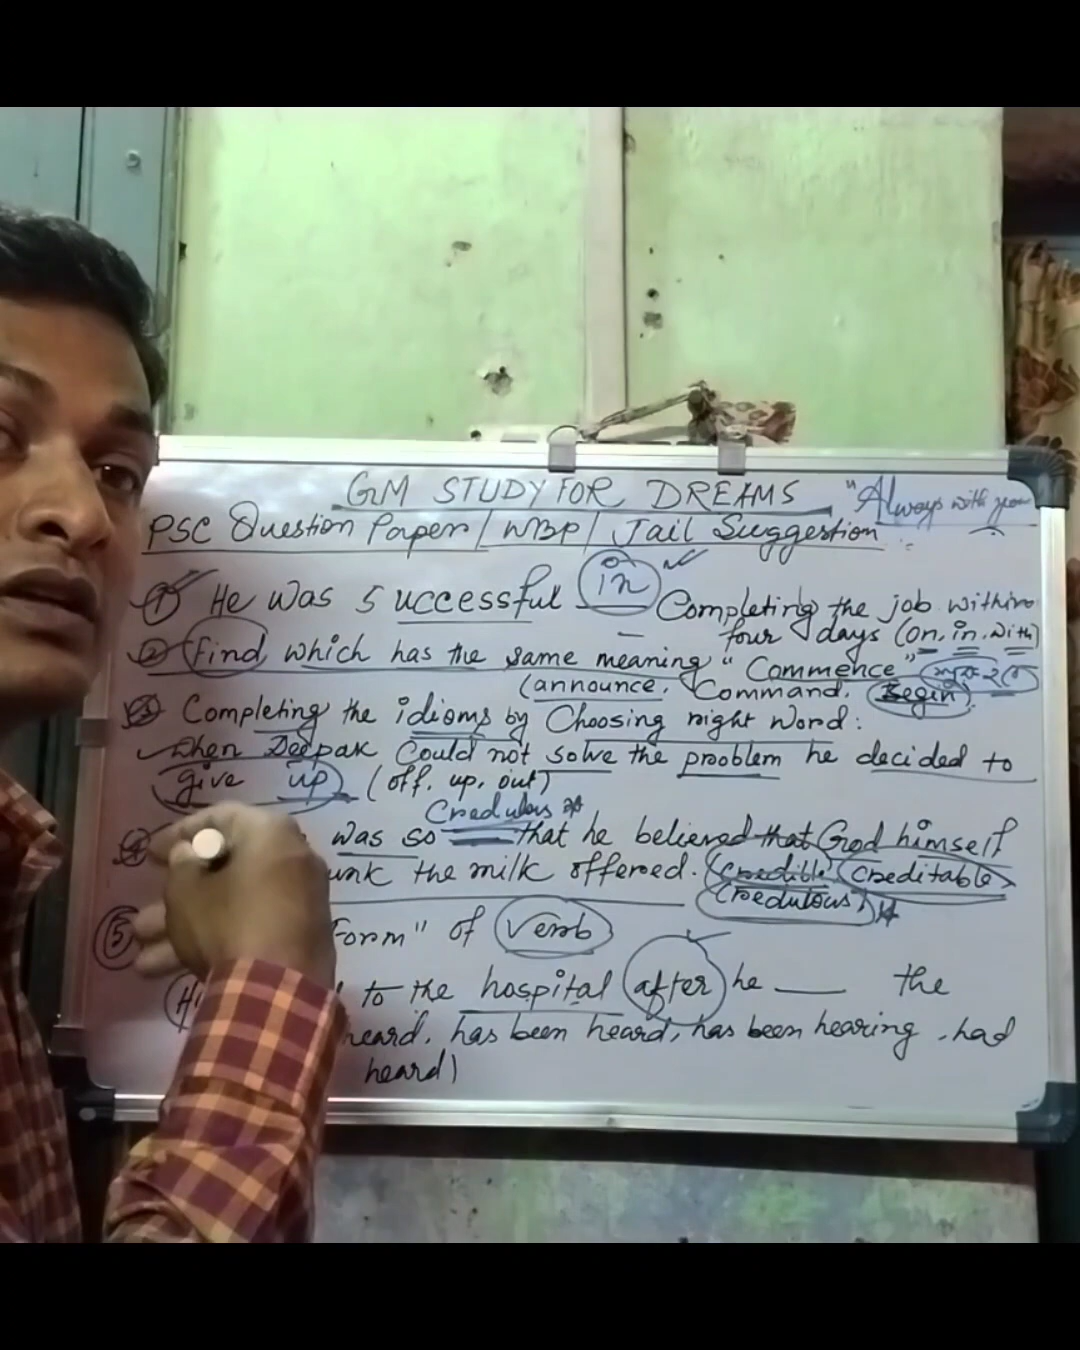 GM STUDY FOR DREAMS "Always with you
PSC Question Paper / WBP / Jail Suggestion
① He was successful in Completing the job within
four days (on, in, with)
② find which has the same meaning "Commence"
(announce, Command, Begin)
③ Completing the idioms by Choosing right word:
when Deepak Could not solve the problem he decided to
give up (off, up, out)
Credulous
④ was so that he believed that God himself
the milk offered. (credible, creditable
credulous)
⑤ Form" of verb
to the hospital after he ___ the
heard, has been heard, has been hearing, had
heard)